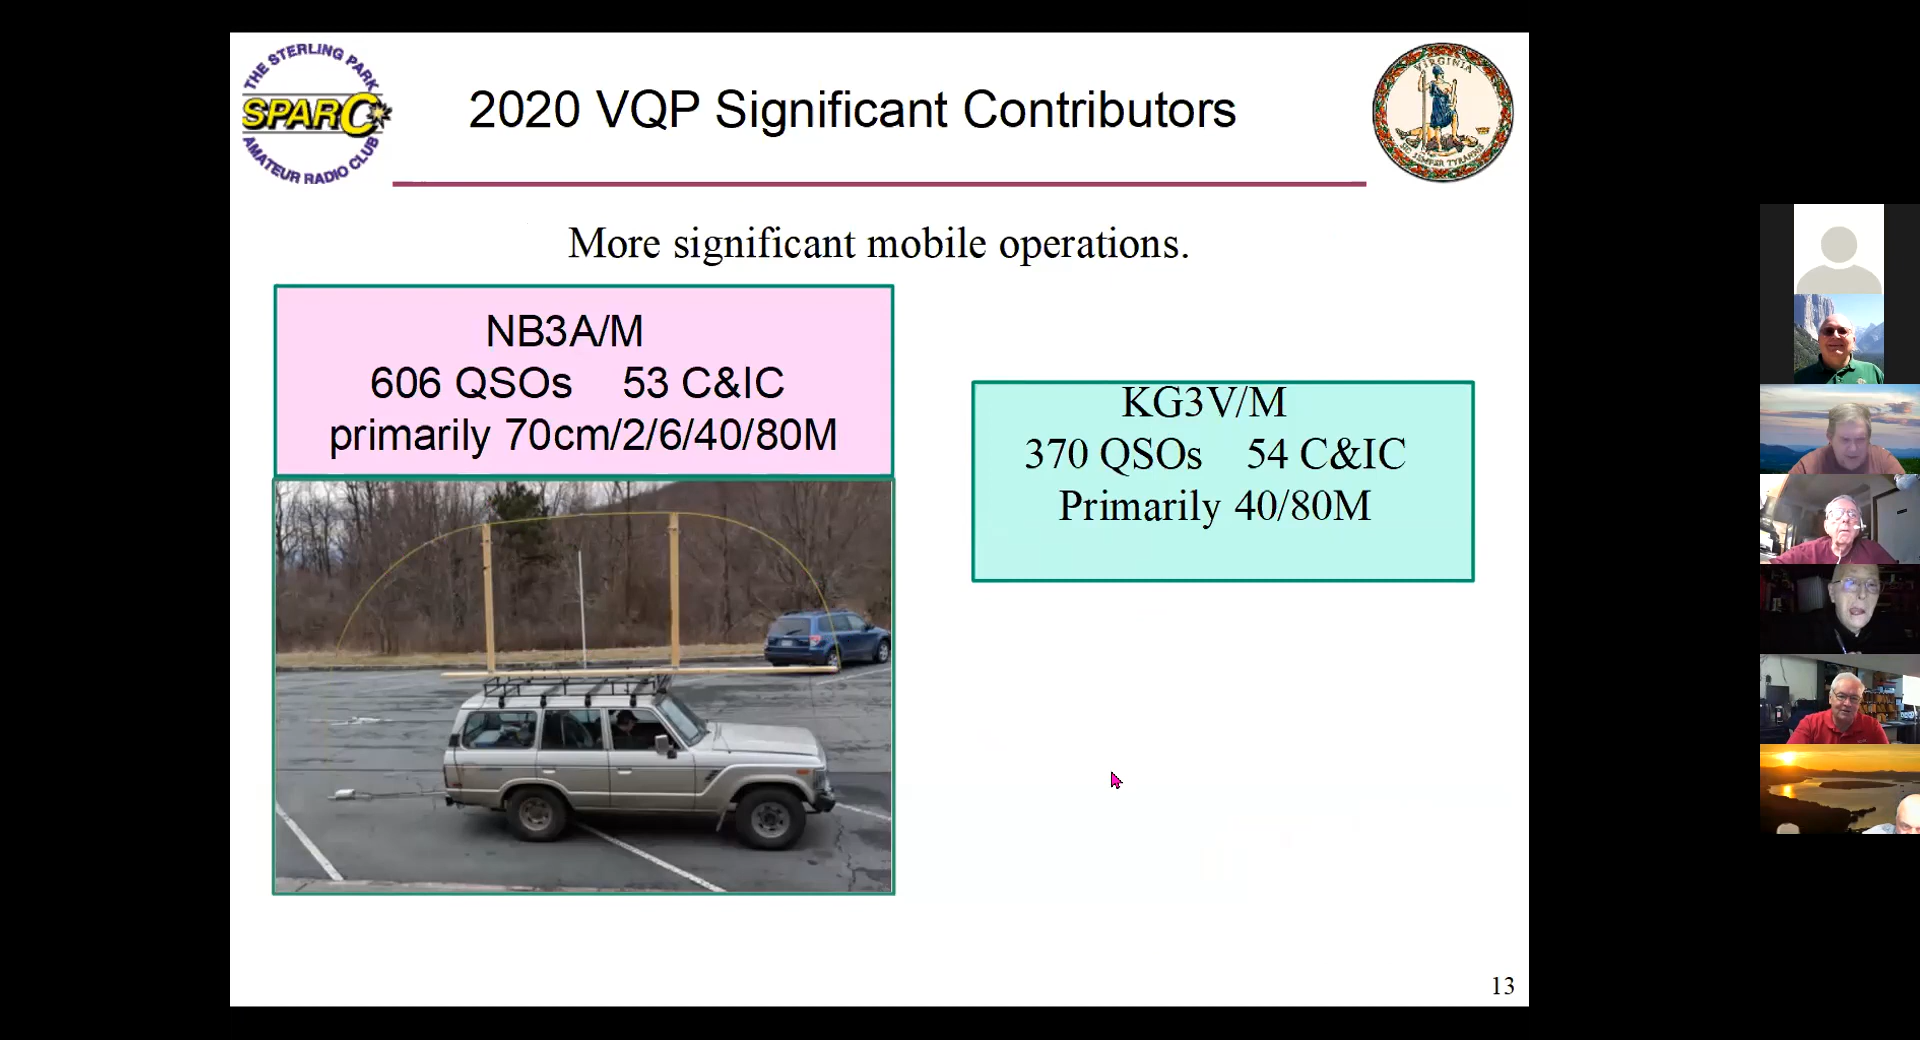 THE STERLING PARK
SPARC
AMATEUR RADIO CLUB
2020 VQP Significant Contributors
VIRGINIA
SIC SEMPER TYRANNIS
More significant mobile operations.
NB3A/M
606 QSOs 53 C&IC
primarily 70cm/2/6/40/80M
KG3V/M
370 QSOs 54 C&IC
Primarily 40/80M
13